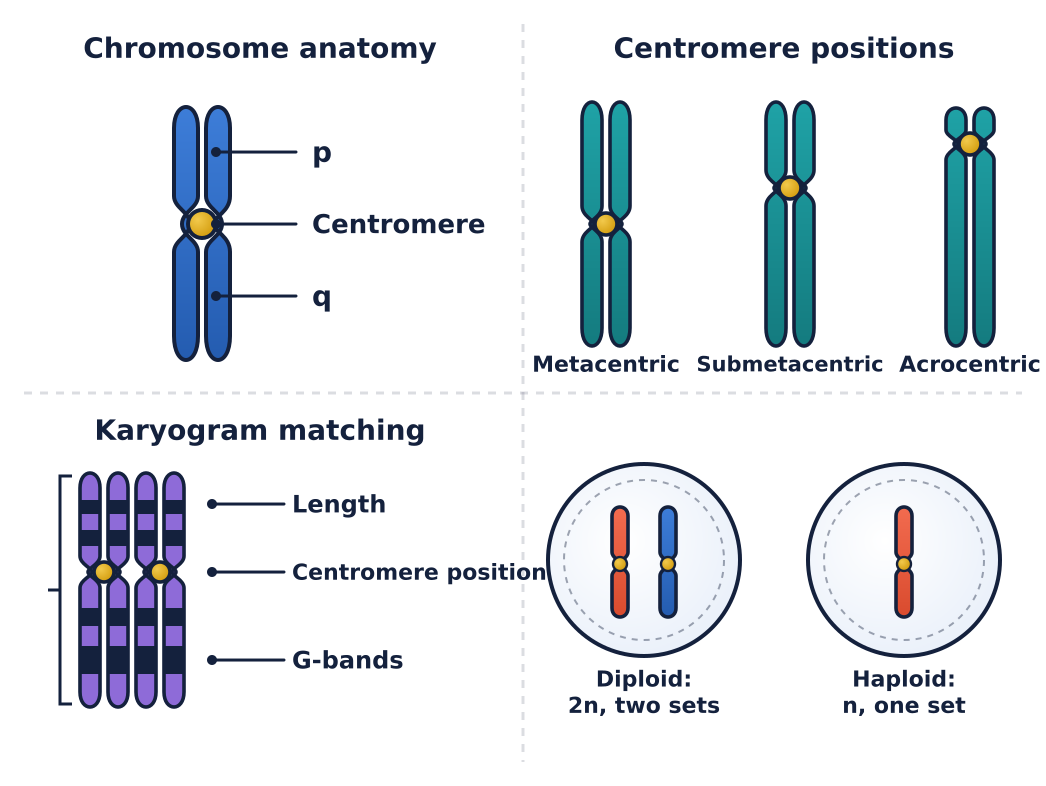 Chromosome anatomy
p
Centromere
q
Centromere positions
Metacentric
Submetacentric
Acrocentric
Karyogram matching
Length
Centromere position
G-bands
Diploid:
2n, two sets
Haploid:
n, one set